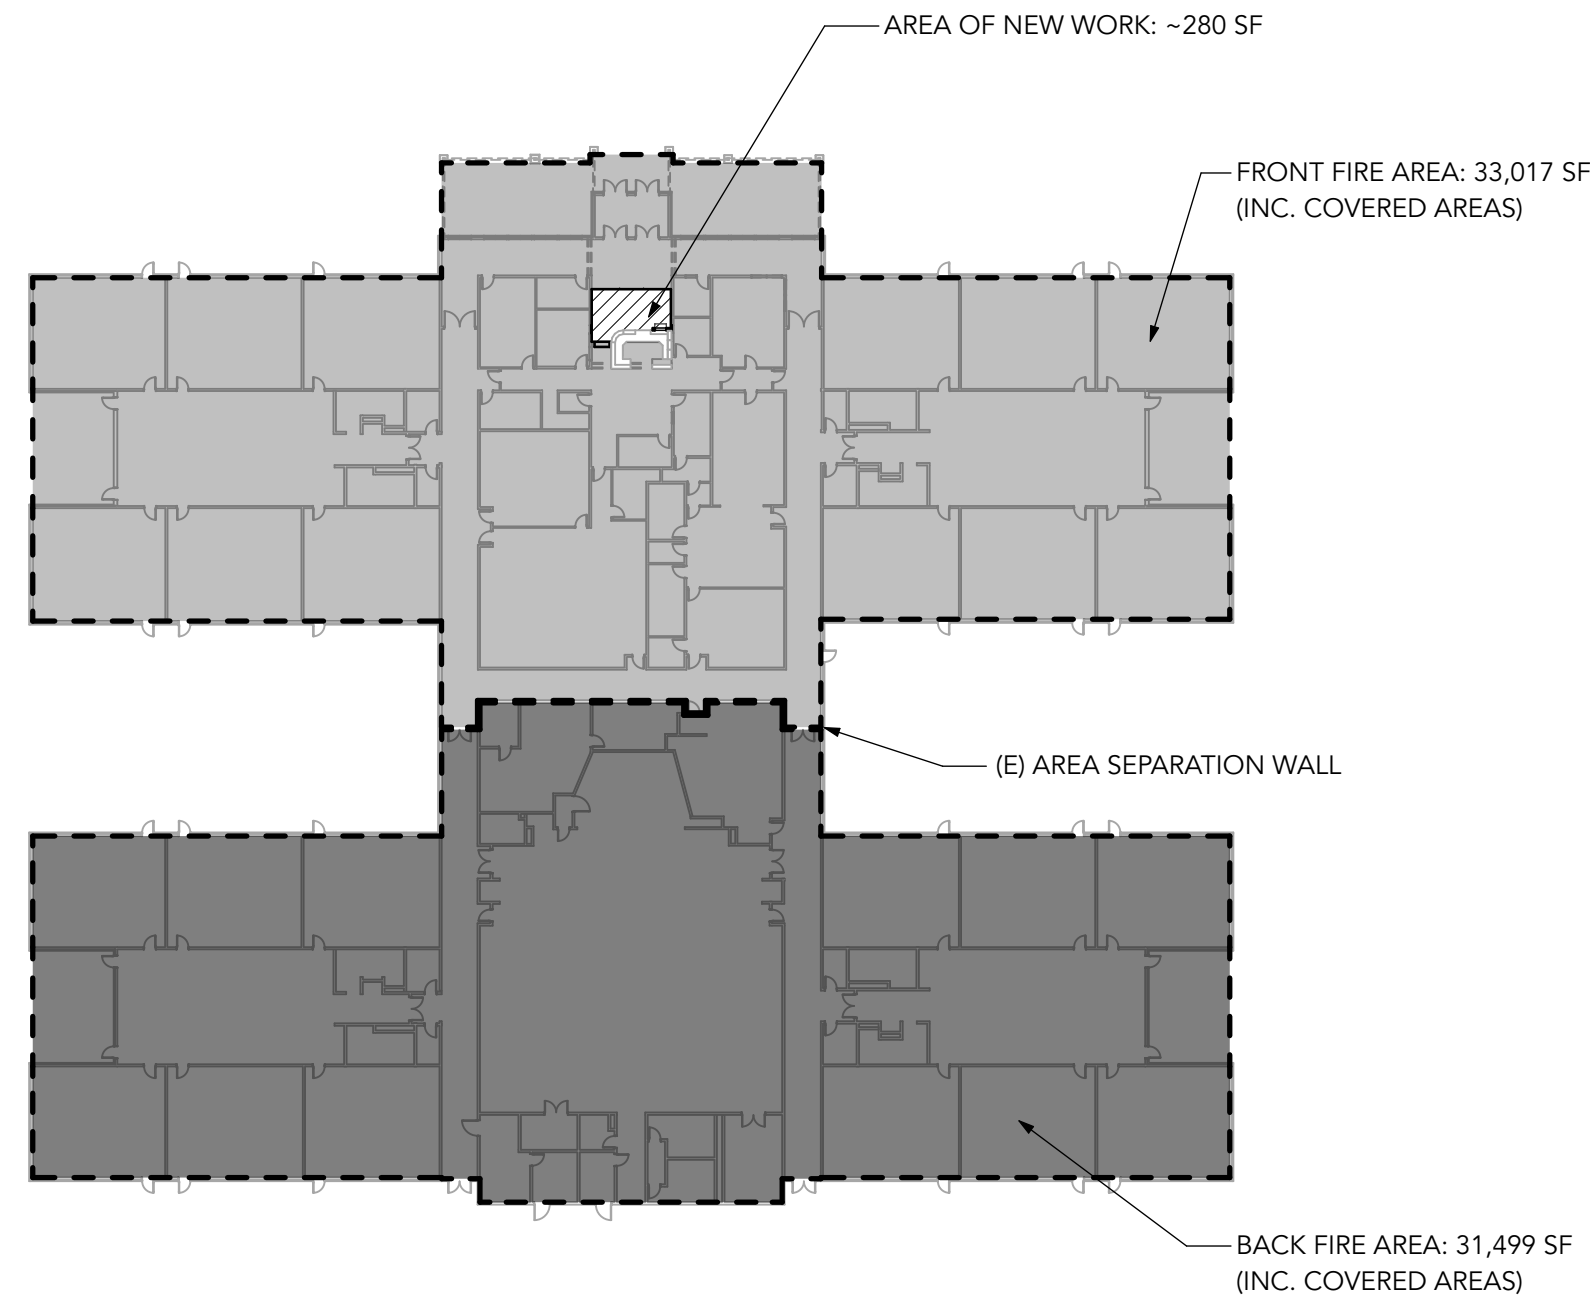 AREA OF NEW WORK: ~280 SF
FRONT FIRE AREA: 33,017 SF
(INC. COVERED AREAS)
(E) AREA SEPARATION WALL
BACK FIRE AREA: 31,499 SF
(INC. COVERED AREAS)